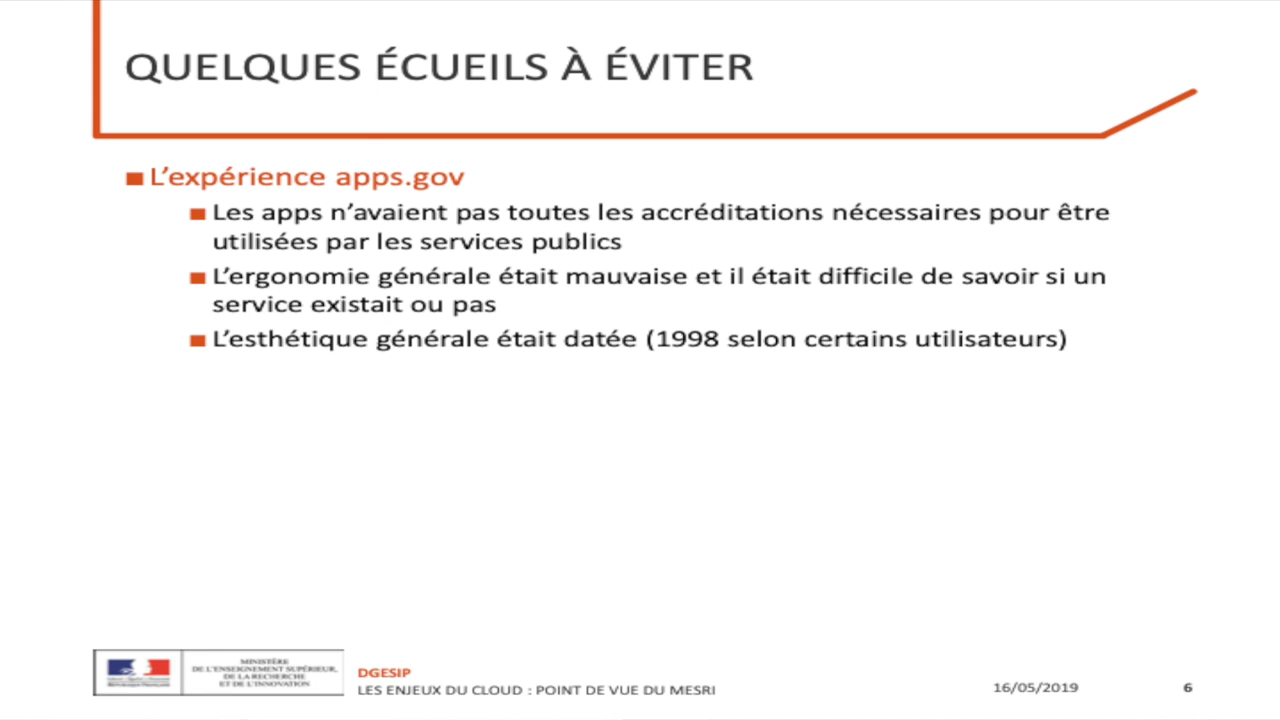 QUELQUES ÉCUEILS À ÉVITER
L'expérience apps.gov
Les apps n'avaient pas toutes les accréditations nécessaires pour être
utilisées par les services publics
L'ergonomie générale était mauvaise et il était difficile de savoir si un
service existait ou pas
L'esthétique générale était datée (1998 selon certains utilisateurs)
MINISTÈRE
DE L'ENSEIGNEMENT SUPÉRIEUR,
DE LA RECHERCHE
ET DE L'INNOVATION
RÉPUBLIQUE FRANÇAISE
DGESIP
LES ENJEUX DU CLOUD : POINT DE VUE DU MESRI
16/05/2019
6